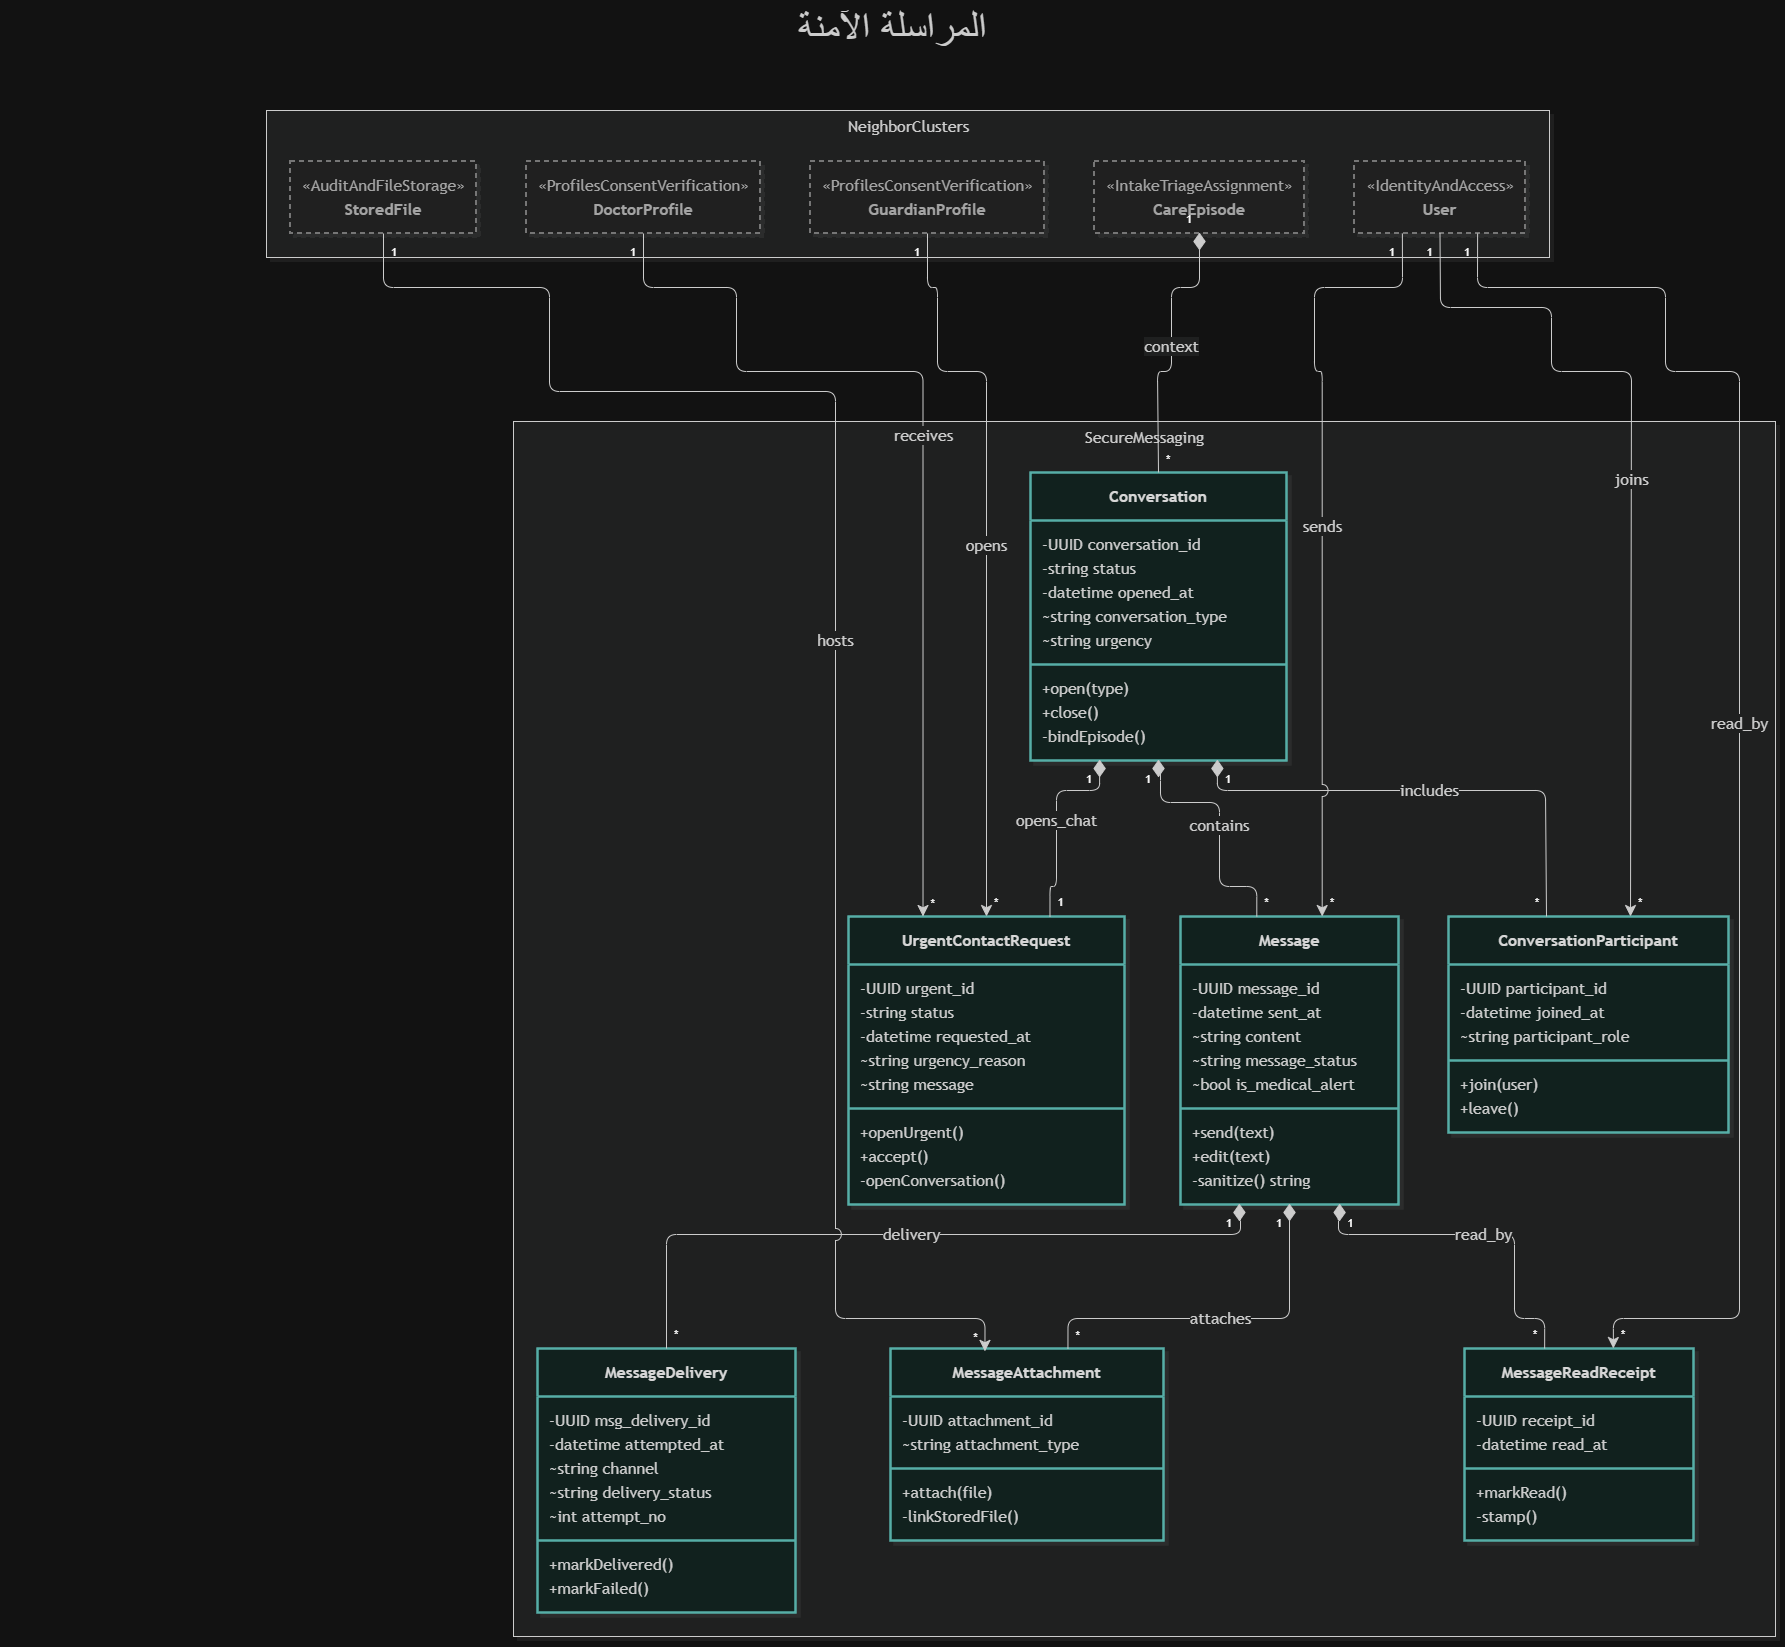 المراسلة الآمنة
NeighborClusters
«AuditAndFileStorage»
StoredFile
«ProfilesConsentVerification»
DoctorProfile
«ProfilesConsentVerification»
GuardianProfile
«IntakeTriageAssignment»
CareEpisode
«IdentityAndAccess»
User
1
1
1
1
1
1
1
context
receives
SecureMessaging
*
joins
sends
opens
hosts
read_by
Conversation
-UUID conversation_id
-string status
-datetime opened_at
~string conversation_type
~string urgency
+open(type)
+close()
-bindEpisode()
1
1
1
includes
opens_chat
contains
*
*
1
*
*
*
*
UrgentContactRequest
-UUID urgent_id
-string status
-datetime requested_at
~string urgency_reason
~string message
+openUrgent()
+accept()
-openConversation()
Message
-UUID message_id
-datetime sent_at
~string content
~string message_status
~bool is_medical_alert
+send(text)
+edit(text)
-sanitize() string
ConversationParticipant
-UUID participant_id
-datetime joined_at
~string participant_role
+join(user)
+leave()
1
1
1
delivery
read_by
attaches
*
*
*
*
*
MessageDelivery
-UUID msg_delivery_id
-datetime attempted_at
~string channel
~string delivery_status
~int attempt_no
+markDelivered()
+markFailed()
MessageAttachment
-UUID attachment_id
~string attachment_type
+attach(file)
-linkStoredFile()
MessageReadReceipt
-UUID receipt_id
-datetime read_at
+markRead()
-stamp()